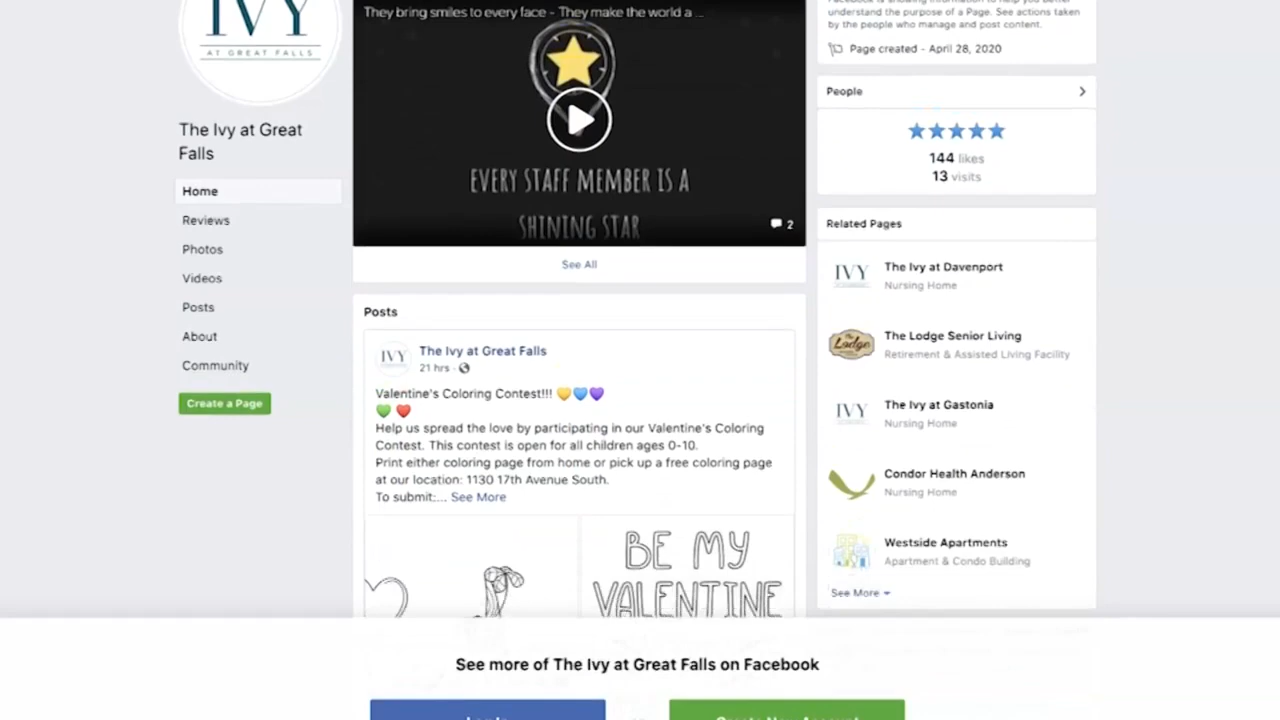 IVY
AT GREAT FALLS
The Ivy at Great
Falls
Home
Reviews
Photos
Videos
Posts
About
Community
Create a Page
They bring smiles to every face - They make the world a ...
EVERY STAFF MEMBER IS A
SHINING STAR
2
See All
Posts
IVY
The Ivy at Great Falls
21 hrs ·
Valentine's Coloring Contest!!! 💛💙💜
💚 ❤️
Help us spread the love by participating in our Valentine's Coloring
Contest. This contest is open for all children ages 0-10.
Print either coloring page from home or pick up a free coloring page
at our location: 1130 17th Avenue South.
To submit:... See More
BE MY
VALENTINE
understand the purpose of a Page. See actions taken
by the people who manage and post content.
Page created - April 28, 2020
People
144 likes
13 visits
Related Pages
IVY
The Ivy at Davenport
Nursing Home
The Lodge
The Lodge Senior Living
Retirement & Assisted Living Facility
IVY
The Ivy at Gastonia
Nursing Home
Condor Health Anderson
Nursing Home
Westside Apartments
Apartment & Condo Building
See More
See more of The Ivy at Great Falls on Facebook